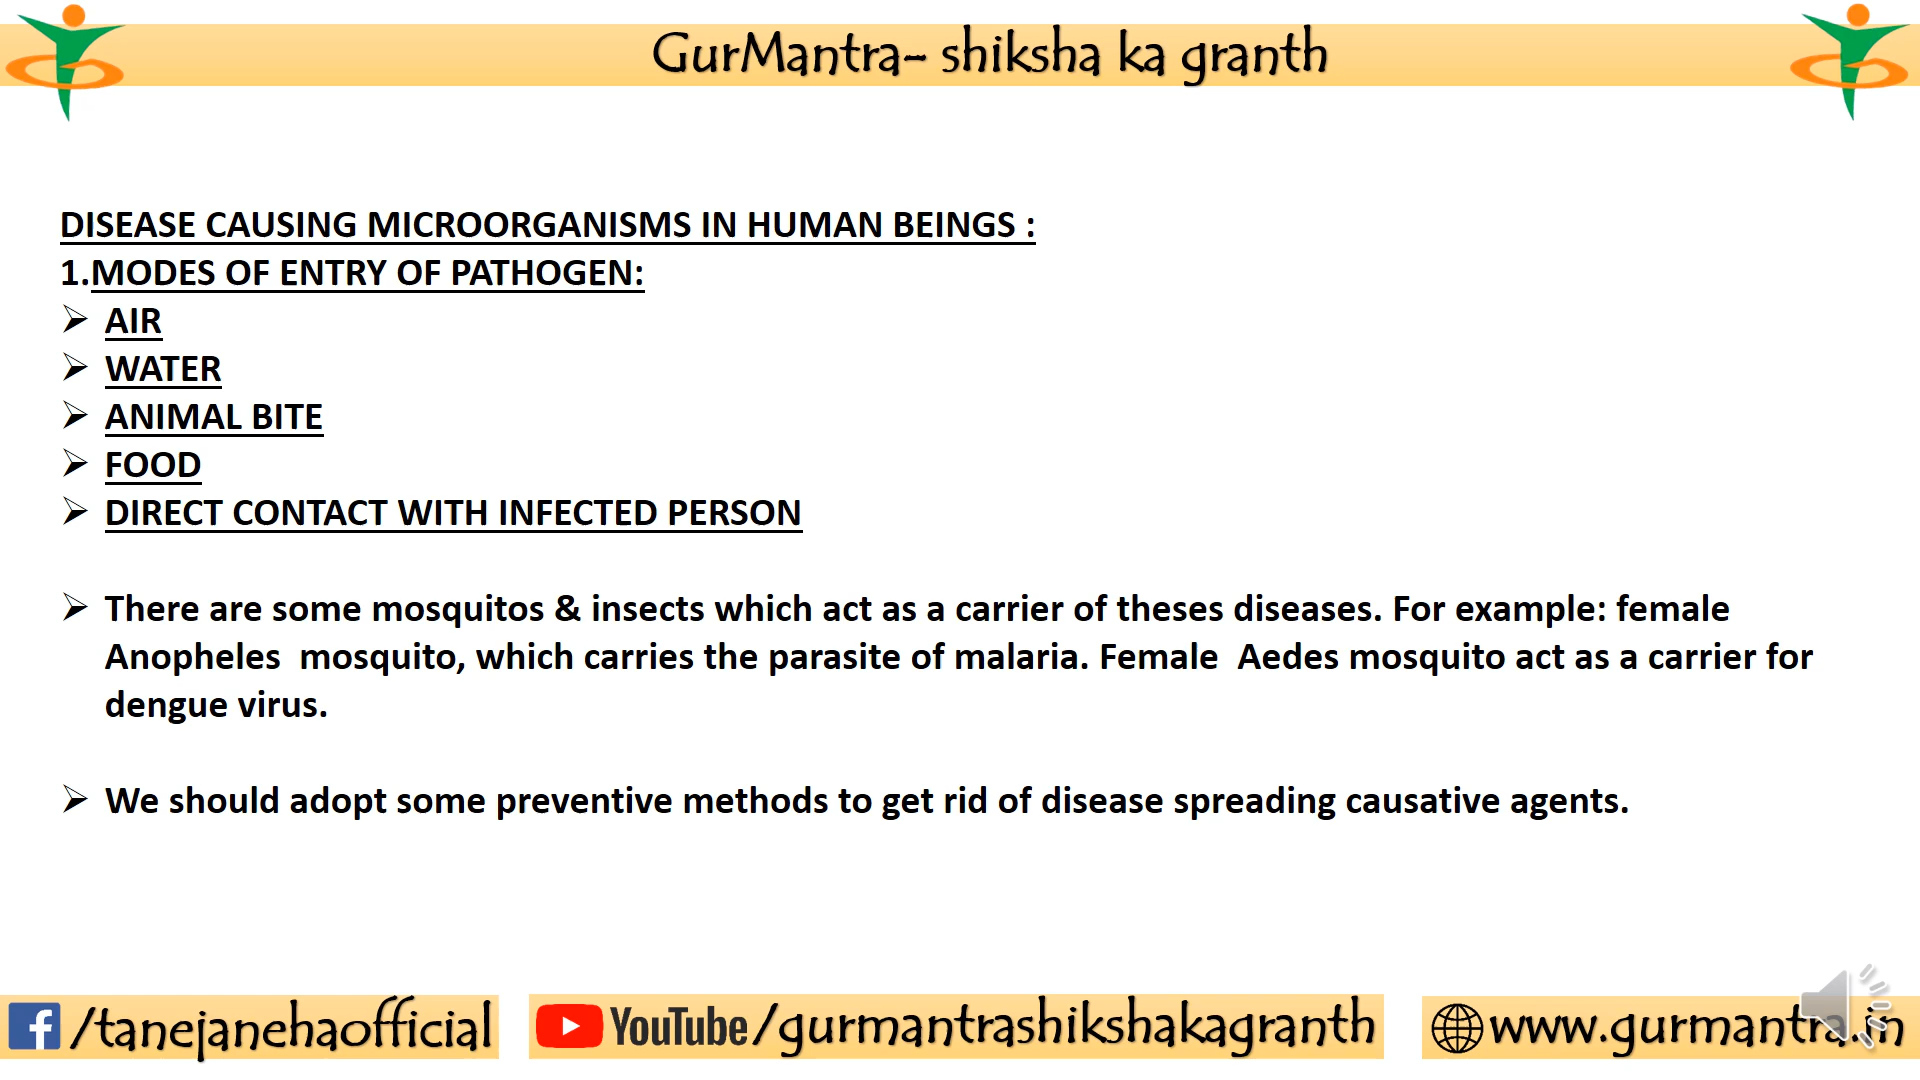 GurMantra- shiksha ka granth
DISEASE CAUSING MICROORGANISMS IN HUMAN BEINGS :
1.MODES OF ENTRY OF PATHOGEN:
➢ AIR
➢ WATER
➢ ANIMAL BITE
➢ FOOD
➢ DIRECT CONTACT WITH INFECTED PERSON
➢ There are some mosquitos & insects which act as a carrier of theses diseases. For example: female
Anopheles  mosquito, which carries the parasite of malaria. Female  Aedes mosquito act as a carrier for
dengue virus.
➢ We should adopt some preventive methods to get rid of disease spreading causative agents.
/tanejanehaofficial
YouTube/gurmantrashikshakagranth
www.gurmantra.in